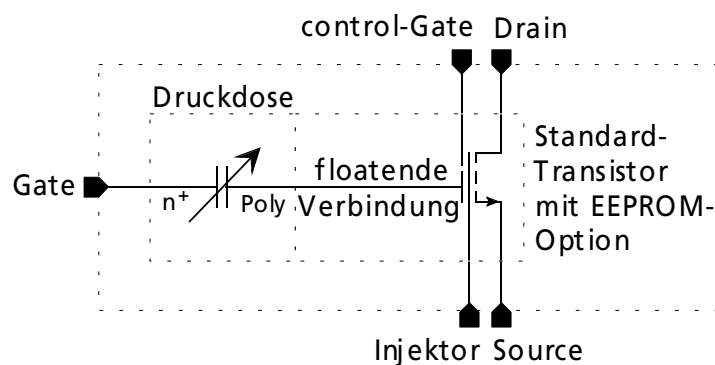 control-Gate Drain
Druckdose
Standard-
Transistor
mit EEPROM-
Option
floatende
Verbindung
Gate
n+
Poly
Injektor Source